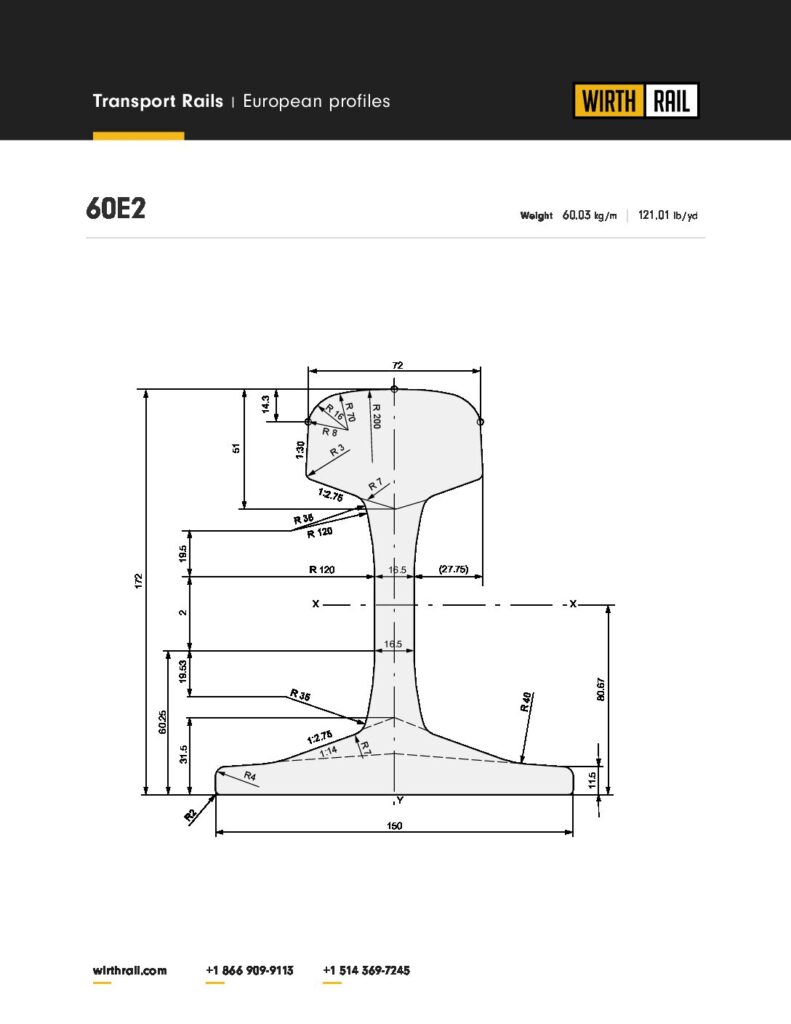 Transport Rails | European profiles
WIRTH RAIL
60E2
Weight 60,03 kg/m | 121,01 lb/yd
72
14.3
R 16
R 70
R 200
R 8
51
1:30
R 3
1:2.75
R 7
R 35
R 120
19.5
172
R 120
16.5
(27.75)
2
X
X
16.5
19.53
60.25
R 35
R 40
80.67
31.5
1:2.75
1:14
R7
R4
11.5
Y
R2
150
wirthrail.com
+1 866 909-9113
+1 514 369-7245